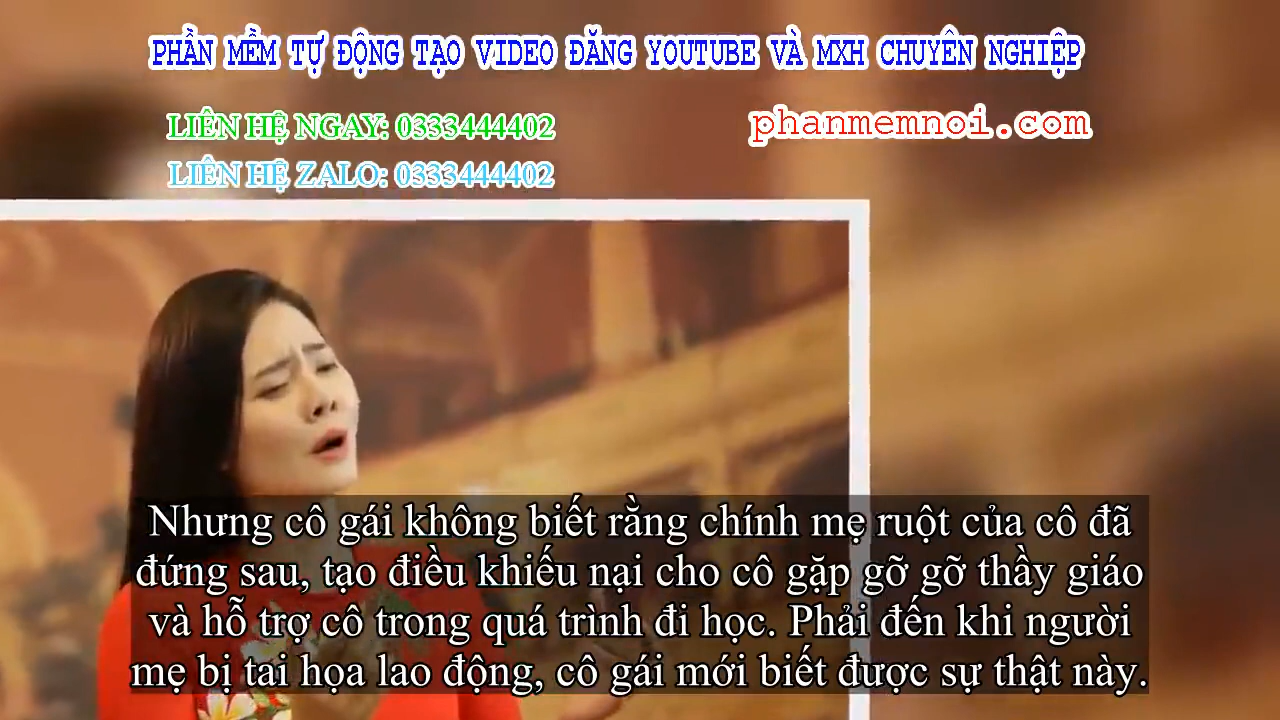 PHẦN MỀM TỰ ĐỘNG TẠO VIDEO ĐĂNG YOUTUBE VÀ MXH CHUYÊN NGHIỆP
LIÊN HỆ NGAY: 0333444402
phanmemnoi.com
LIÊN HỆ ZALO: 0333444402
Nhưng cô gái không biết rằng chính mẹ ruột của cô đã
đứng sau, tạo điều khiếu nại cho cô gặp gỡ gỡ thầy giáo
và hỗ trợ cô trong quá trình đi học. Phải đến khi người
mẹ bị tai họa lao động, cô gái mới biết được sự thật này.